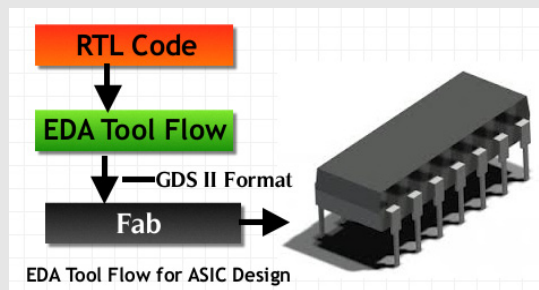 RTL Code
EDA Tool Flow
GDS II Format
Fab
EDA Tool Flow for ASIC Design